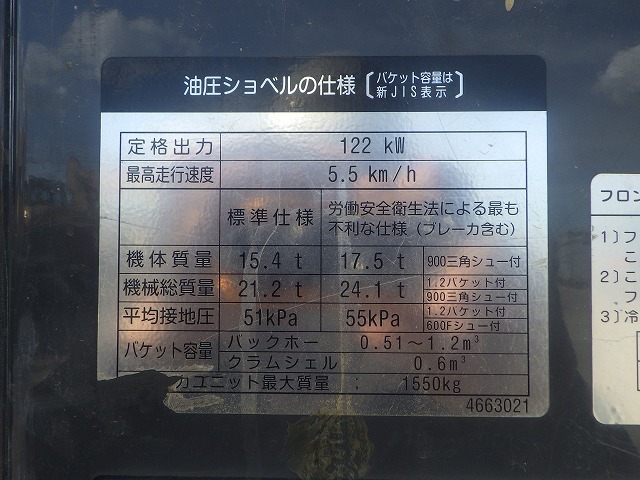 油圧ショベルの仕様〔バケット容量は新JIS表示〕
定格出力 122 kW
最高走行速度 5.5 km/h
標準仕様 労働安全衛生法による最も
不利な仕様（ブレーカ含む）
機体質量 15.4 t 17.5 t 900三角シュー付
機械総質量 21.2 t 24.1 t 1.2バケット付
900三角シュー付
平均接地圧 51kPa 55kPa 1.2バケット付
600Fシュー付
バケット容量 バックホー 0.51～1.2m³
クラムシェル 0.6m³
カユニット最大質量 : 1550kg
4663021
フロン
1) フ
こ
2) こ
フ
3) 冷